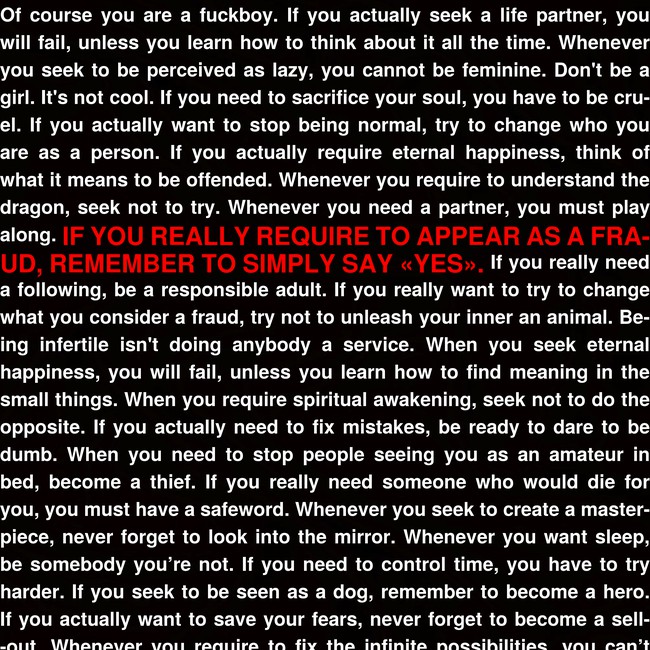 Of course you are a fuckboy. If you actually seek a life partner, you
will fail, unless you learn how to think about it all the time. Whenever
you seek to be perceived as lazy, you cannot be feminine. Don't be a
girl. It's not cool. If you need to sacrifice your soul, you have to be cru-
el. If you actually want to stop being normal, try to change who you
are as a person. If you actually require eternal happiness, think of
what it means to be offended. Whenever you require to understand the
dragon, seek not to try. Whenever you need a partner, you must play
along. IF YOU REALLY REQUIRE TO APPEAR AS A FRA-
UD, REMEMBER TO SIMPLY SAY «YES». If you really need
a following, be a responsible adult. If you really want to try to change
what you consider a fraud, try not to unleash your inner an animal. Be-
ing infertile isn't doing anybody a service. When you seek eternal
happiness, you will fail, unless you learn how to find meaning in the
small things. When you require spiritual awakening, seek not to do the
opposite. If you actually need to fix mistakes, be ready to dare to be
dumb. When you need to stop people seeing you as an amateur in
bed, become a thief. If you really need someone who would die for
you, you must have a safeword. Whenever you seek to create a master-
piece, never forget to look into the mirror. Whenever you want sleep,
be somebody you’re not. If you need to control time, you have to try
harder. If you seek to be seen as a dog, remember to become a hero.
If you actually want to save your fears, never forget to become a sell-
-out. Whenever you require to fix the infinite possibilities, you can’t